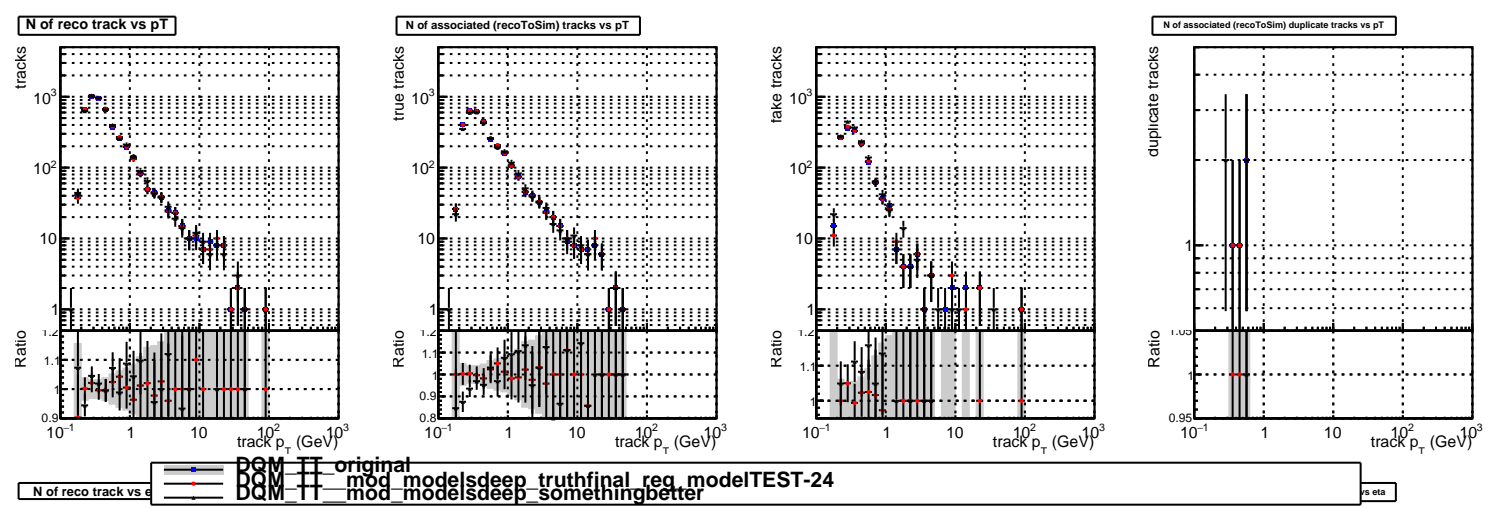 N of reco track vs pT
N of associated (recoToSim) tracks vs pT
N of associated (recoToSim) duplicate tracks vs pT
tracks
10³
10²
10
1
Ratio
1.2
1.1
1
0.9
10⁻¹ 1 10 10² 10³
track p_T (GeV)
true tracks
10³
10²
10
1
Ratio
1.2
1.1
1
0.9
0.8
10⁻¹ 1 10 10² 10³
track p_T (GeV)
fake tracks
10³
10²
10
1
Ratio
1.2
1.1
1
10⁻¹ 1 10 10² 10³
track p_T (GeV)
duplicate tracks
1
Ratio
1.05
1
0.95
10⁻¹ 1 10 10² 10³
track p_T (GeV)
DQM_TT_original
DQM_TT__mod_modelsdeep_truthfinal_reg_modelTEST-24
DQM_TT__mod_modelsdeep_somethingbetter
N of reco track vs e
vs eta